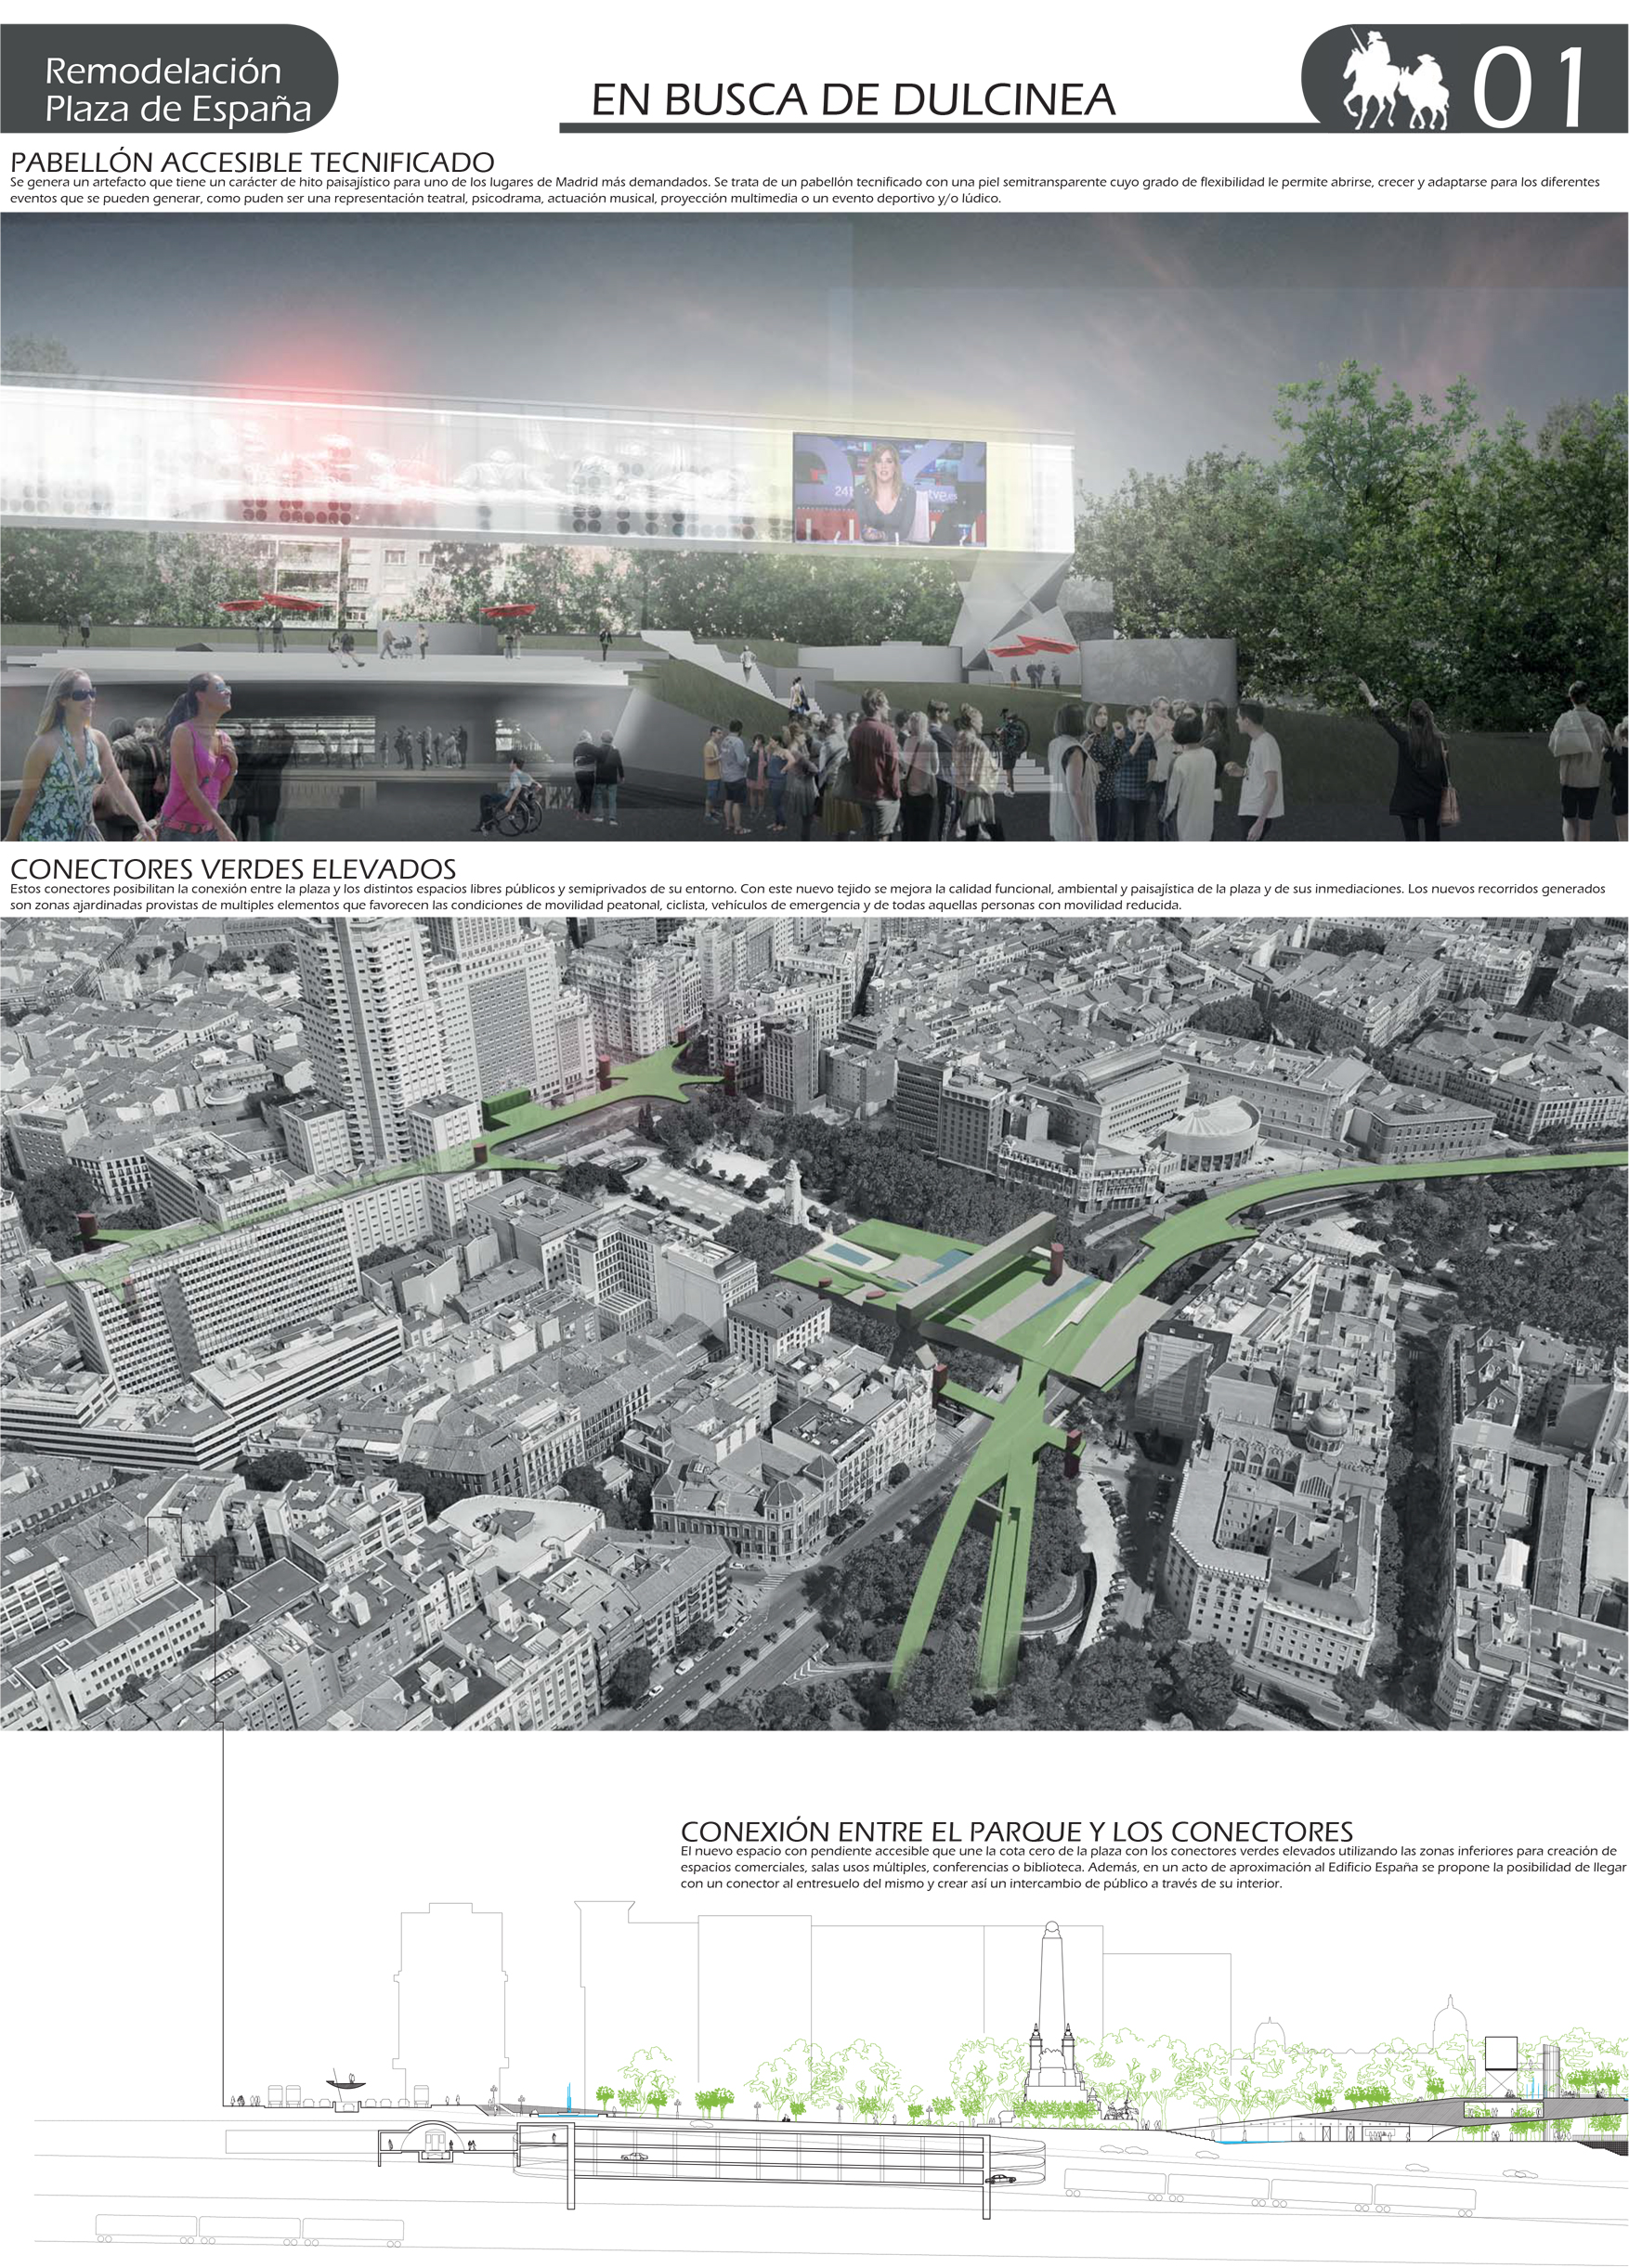 Remodelación
Plaza de España
EN BUSCA DE DULCINEA
01
PABELLÓN ACCESIBLE TECNIFICADO
Se genera un artefacto que tiene un carácter de hito paisajístico para uno de los lugares de Madrid más demandados. Se trata de un pabellón tecnificado con una piel semitransparente cuyo grado de flexibilidad le permite abrirse, crecer y adaptarse para los diferentes
eventos que se pueden generar, como puden ser una representación teatral, psicodrama, actuación musical, proyección multimedia o un evento deportivo y/o lúdico.
24
tve.es
CONECTORES VERDES ELEVADOS
Estos conectores posibilitan la conexión entre la plaza y los distintos espacios libres públicos y semiprivados de su entorno. Con este nuevo tejido se mejora la calidad funcional, ambiental y paisajística de la plaza y de sus inmediaciones. Los nuevos recorridos generados
son zonas ajardinadas provistas de multiples elementos que favorecen las condiciones de movilidad peatonal, ciclista, vehículos de emergencia y de todas aquellas personas con movilidad reducida.
CONEXIÓN ENTRE EL PARQUE Y LOS CONECTORES
El nuevo espacio con pendiente accesible que une la cota cero de la plaza con los conectores verdes elevados utilizando las zonas inferiores para creación de
espacios comerciales, salas usos múltiples, conferencias o biblioteca. Además, en un acto de aproximación al Edificio España se propone la posibilidad de llegar
con un conector al entresuelo del mismo y crear así un intercambio de público a través de su interior.